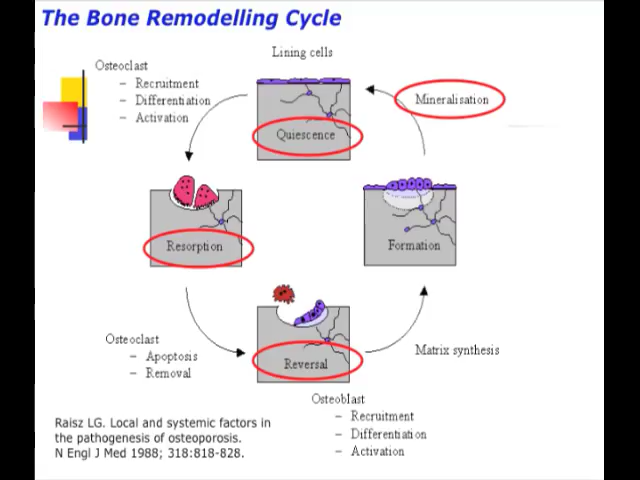 The Bone Remodelling Cycle
Lining cells
Osteoclast
– Recruitment
– Differentiation
– Activation
Mineralisation
Quiescence
Resorption
Formation
Osteoclast
– Apoptosis
– Removal
Reversal
Matrix synthesis
Osteoblast
– Recruitment
– Differentiation
– Activation
Raisz LG. Local and systemic factors in
the pathogenesis of osteoporosis.
N Engl J Med 1988; 318:818-828.